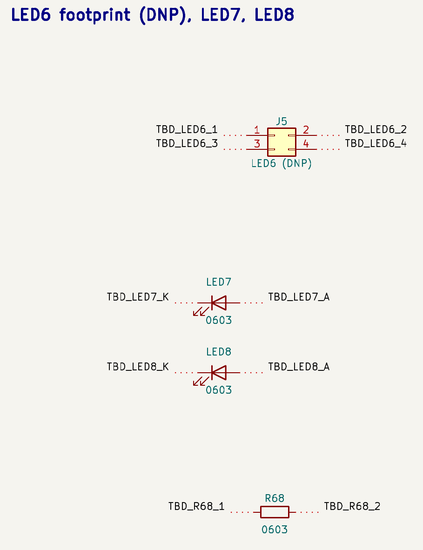 LED6 footprint (DNP), LED7, LED8
J5
TBD_LED6_1 1 2 TBD_LED6_2
TBD_LED6_3 3 4 TBD_LED6_4
LED6 (DNP)
LED7
TBD_LED7_K TBD_LED7_A
0603
LED8
TBD_LED8_K TBD_LED8_A
0603
R68
TBD_R68_1 TBD_R68_2
0603